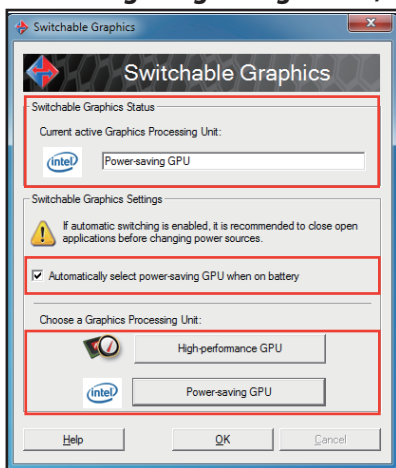 Switchable Graphics
Switchable Graphics
Switchable Graphics Status
Current active Graphics Processing Unit:
intel
Power-saving GPU
Switchable Graphics Settings
If automatic switching is enabled, it is recommended to close open
applications before changing power sources.
Automatically select power-saving GPU when on battery
Choose a Graphics Processing Unit:
High-performance GPU
intel
Power-saving GPU
Help
OK
Cancel